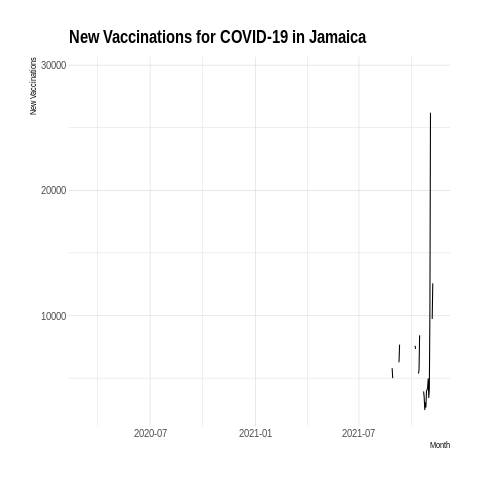 New Vaccinations for COVID-19 in Jamaica
New Vaccinations
30000
20000
10000
2020-07
2021-01
2021-07
Month